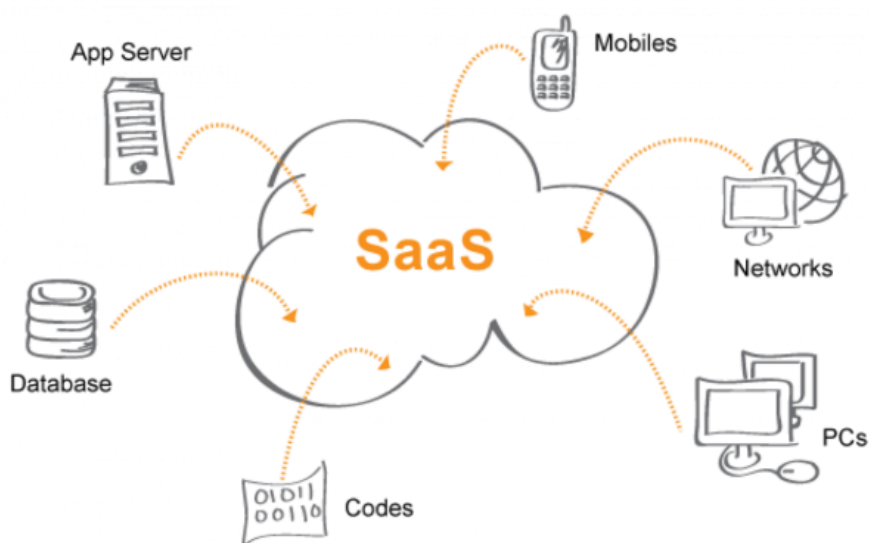 Mobiles
App Server
SaaS
Networks
Database
PCs
01011
00110
Codes